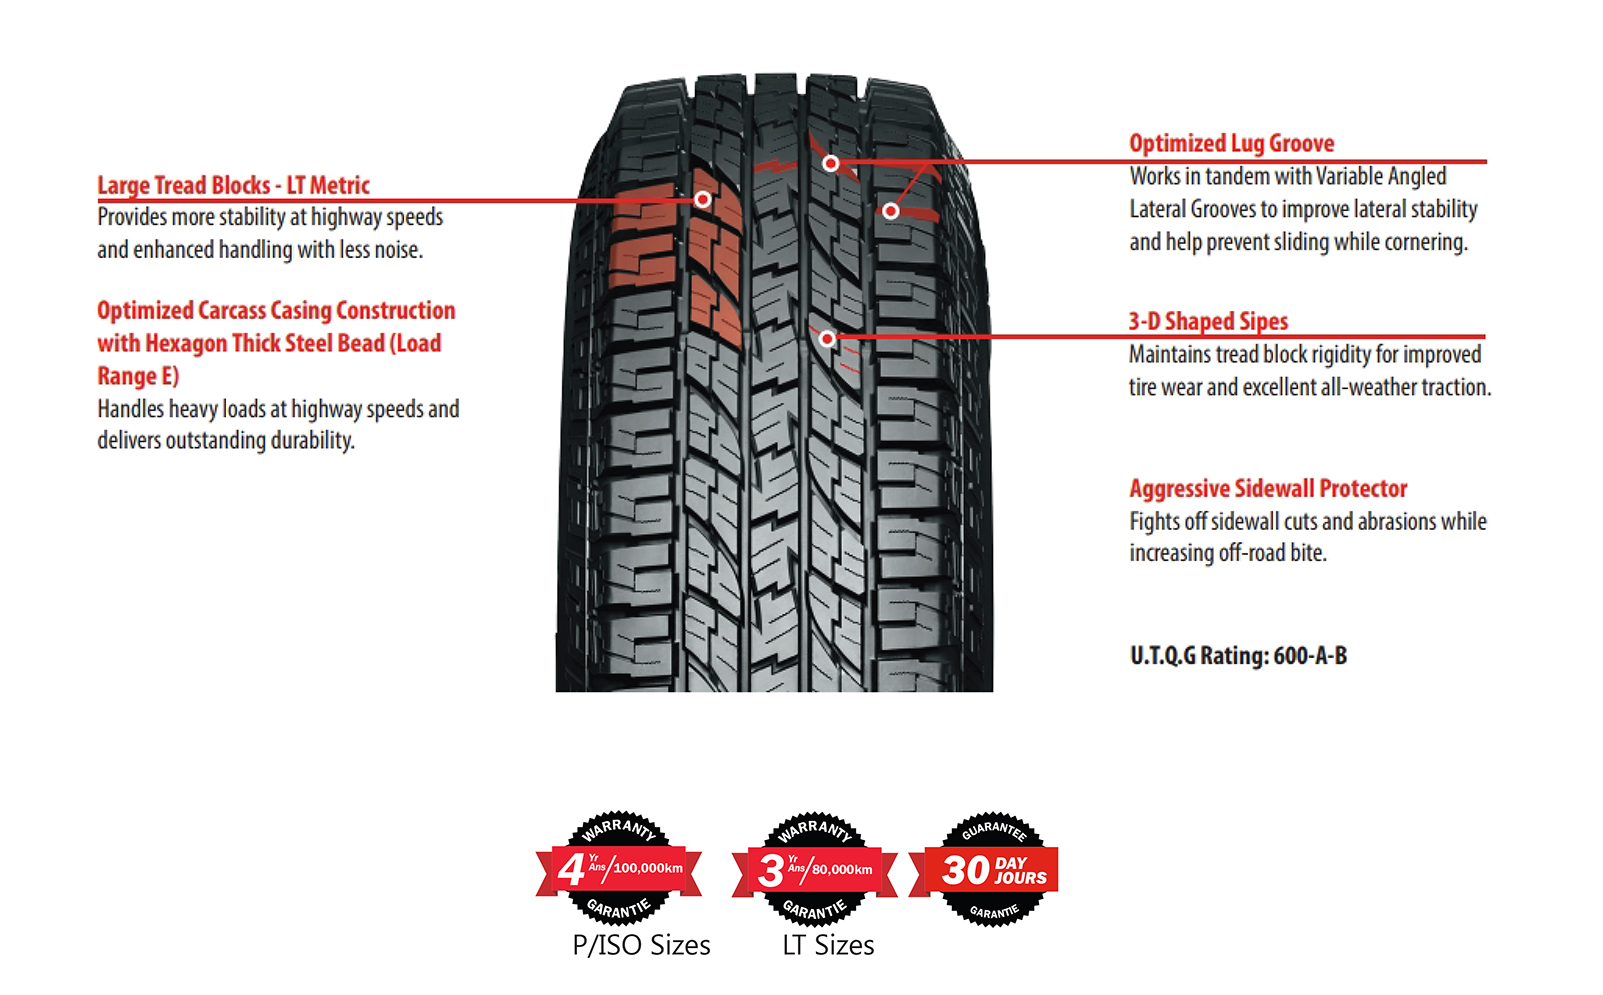 Large Tread Blocks - LT Metric
Provides more stability at highway speeds
and enhanced handling with less noise.
Optimized Carcass Casing Construction
with Hexagon Thick Steel Bead (Load
Range E)
Handles heavy loads at highway speeds and
delivers outstanding durability.
Optimized Lug Groove
Works in tandem with Variable Angled
Lateral Grooves to improve lateral stability
and help prevent sliding while cornering.
3-D Shaped Sipes
Maintains tread block rigidity for improved
tire wear and excellent all-weather traction.
Aggressive Sidewall Protector
Fights off sidewall cuts and abrasions while
increasing off-road bite.
U.T.Q.G Rating: 600-A-B
WARRANTY
4 Yr Ans/100,000km
GARANTIE
P/ISO Sizes
WARRANTY
3 Yr Ans/80,000km
GARANTIE
LT Sizes
GUARANTEE
30 DAY JOURS
GARANTIE